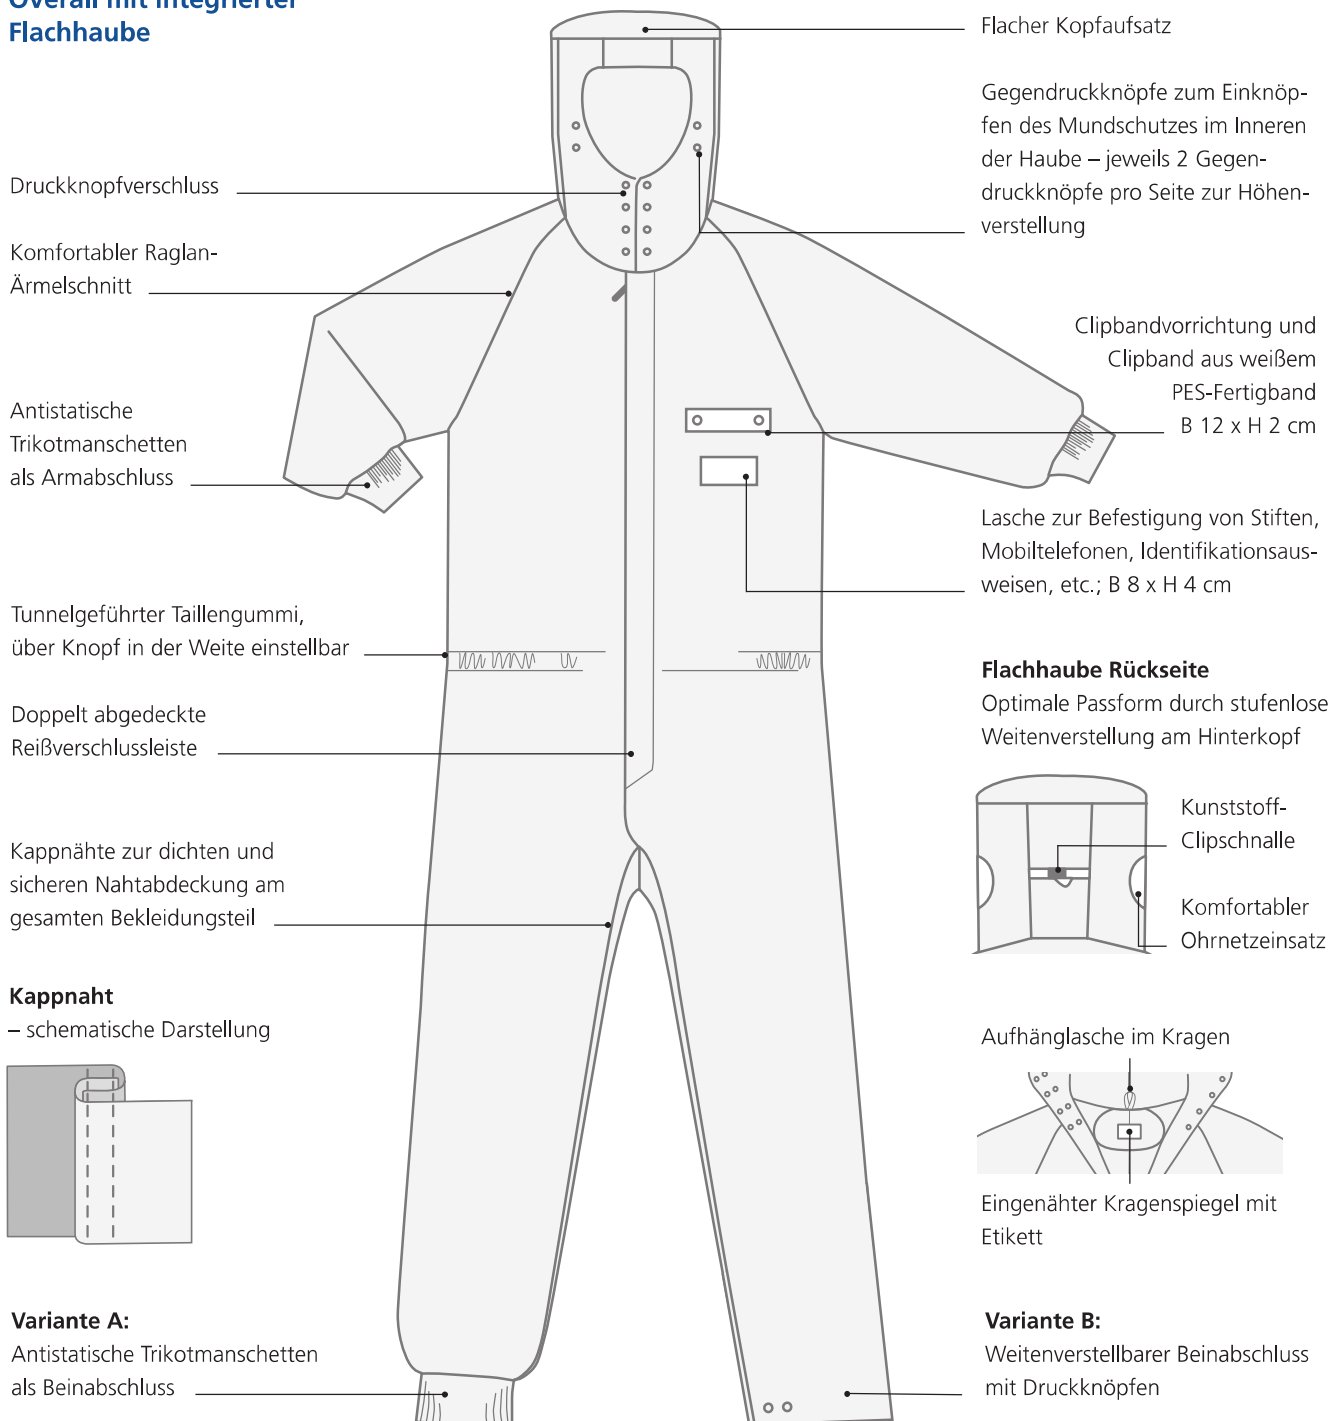 Overall mit integrierter
Flachhaube
Flacher Kopfaufsatz
Gegendruckknöpfe zum Einknöp-
fen des Mundschutzes im Inneren
der Haube – jeweils 2 Gegen-
druckknöpfe pro Seite zur Höhen-
verstellung
Druckknopfverschluss
Komfortabler Raglan-
Ärmelschnitt
Clipbandvorrichtung und
Clipband aus weißem
PES-Fertigband
B 12 x H 2 cm
Antistatische
Trikotmanschetten
als Armabschluss
Lasche zur Befestigung von Stiften,
Mobiltelefonen, Identifikationsaus-
weisen, etc.; B 8 x H 4 cm
Tunnelgeführter Taillengummi,
über Knopf in der Weite einstellbar
Flachhaube Rückseite
Optimale Passform durch stufenlose
Weitenverstellung am Hinterkopf
Doppelt abgedeckte
Reißverschlussleiste
Kunststoff-
Clipschnalle
Komfortabler
Ohrnetzeinsatz
Kappnähte zur dichten und
sicheren Nahtabdeckung am
gesamten Bekleidungsteil
Kappnaht
– schematische Darstellung
Aufhänglasche im Kragen
Eingenähter Kragenspiegel mit
Etikett
Variante A:
Antistatische Trikotmanschetten
als Beinabschluss
Variante B:
Weitenverstellbarer Beinabschluss
mit Druckknöpfen